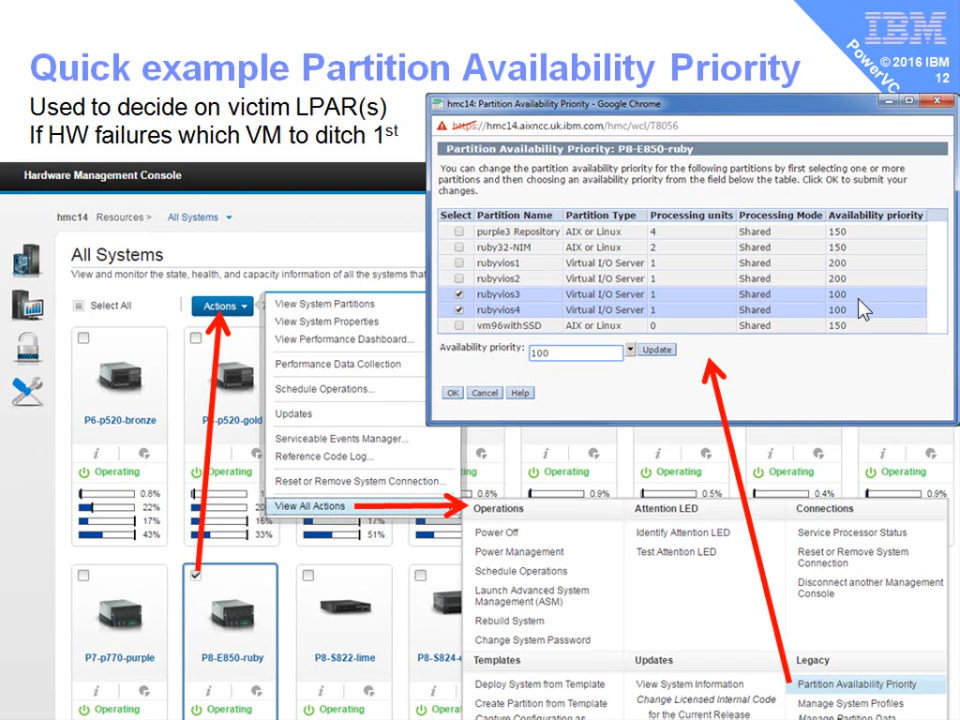 IBM
PowerVC
© 2016 IBM
12
Quick example Partition Availability Priority
Used to decide on victim LPAR(s)
If HW failures which VM to ditch 1st
hmc14: Partition Availability Priority - Google Chrome
https://hmc14.aixncc.uk.ibm.com/hmc/wcl/T8056
Partition Availability Priority: P8-E850-ruby
You can change the partition availability priority for the following partitions by first selecting one or more
partitions and then choosing an availability priority from the field below the table. Click OK to submit your
changes.
Select Partition Name Partition Type Processing units Processing Mode Availability priority
purple3 Repository AIX or Linux 4 Shared 150
ruby32-NIM AIX or Linux 2 Shared 150
rubyvios1 Virtual I/O Server 1 Shared 200
rubyvios2 Virtual I/O Server 1 Shared 200
rubyvios3 Virtual I/O Server 1 Shared 100
rubyvios4 Virtual I/O Server 1 Shared 100
vm96withSSD AIX or Linux 0 Shared 150
Availability priority: 100 Update
OK Cancel Help
Hardware Management Console
hmc14 Resources > All Systems
All Systems
View and monitor the state, health, and capacity information of all the systems that
Select All Actions
View System Partitions
View System Properties
View Performance Dashboard...
Performance Data Collection
Schedule Operations...
Updates
Serviceable Events Manager...
Reference Code Log...
Reset or Remove System Connection...
View All Actions
P6-p520-bronze
-p520-gold
Operating Operating Operating Operating Operating Operating
0.8% 0.8% 0.9% 0.5% 0.4% 0.9%
22%
17% 16% 17%
43% 33% 51%
P7-p770-purple P8-E850-ruby P8-S822-lime P8-S824-
Operating Operating Operating Operating
Operations Attention LED Connections
Power Off Identify Attention LED Service Processor Status
Power Management Test Attention LED Reset or Remove System
Connection
Schedule Operations
Disconnect another Management
Console
Launch Advanced System
Management (ASM)
Rebuild System
Change System Password
Templates Updates Legacy
Deploy System from Template View System Information Partition Availability Priority
Create Partition from Template Change Licensed Internal Code Manage System Profiles
Capture Configuration as for the Current Release Manage Partition Data